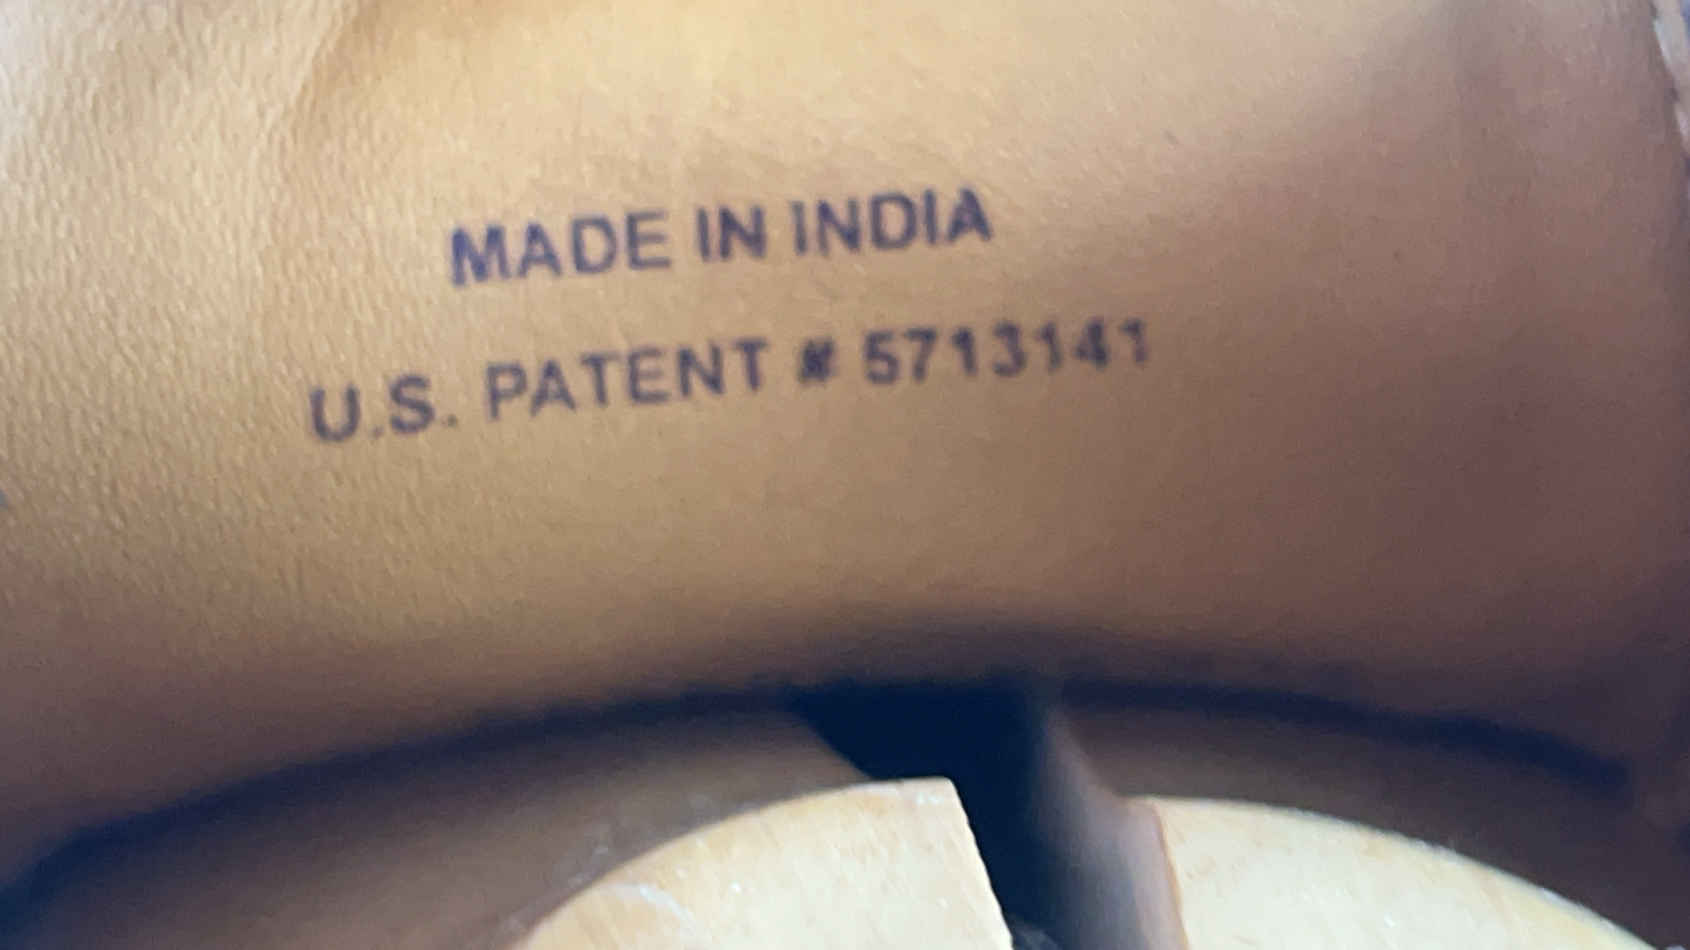 MADE IN INDIA
U.S. PATENT # 5713141